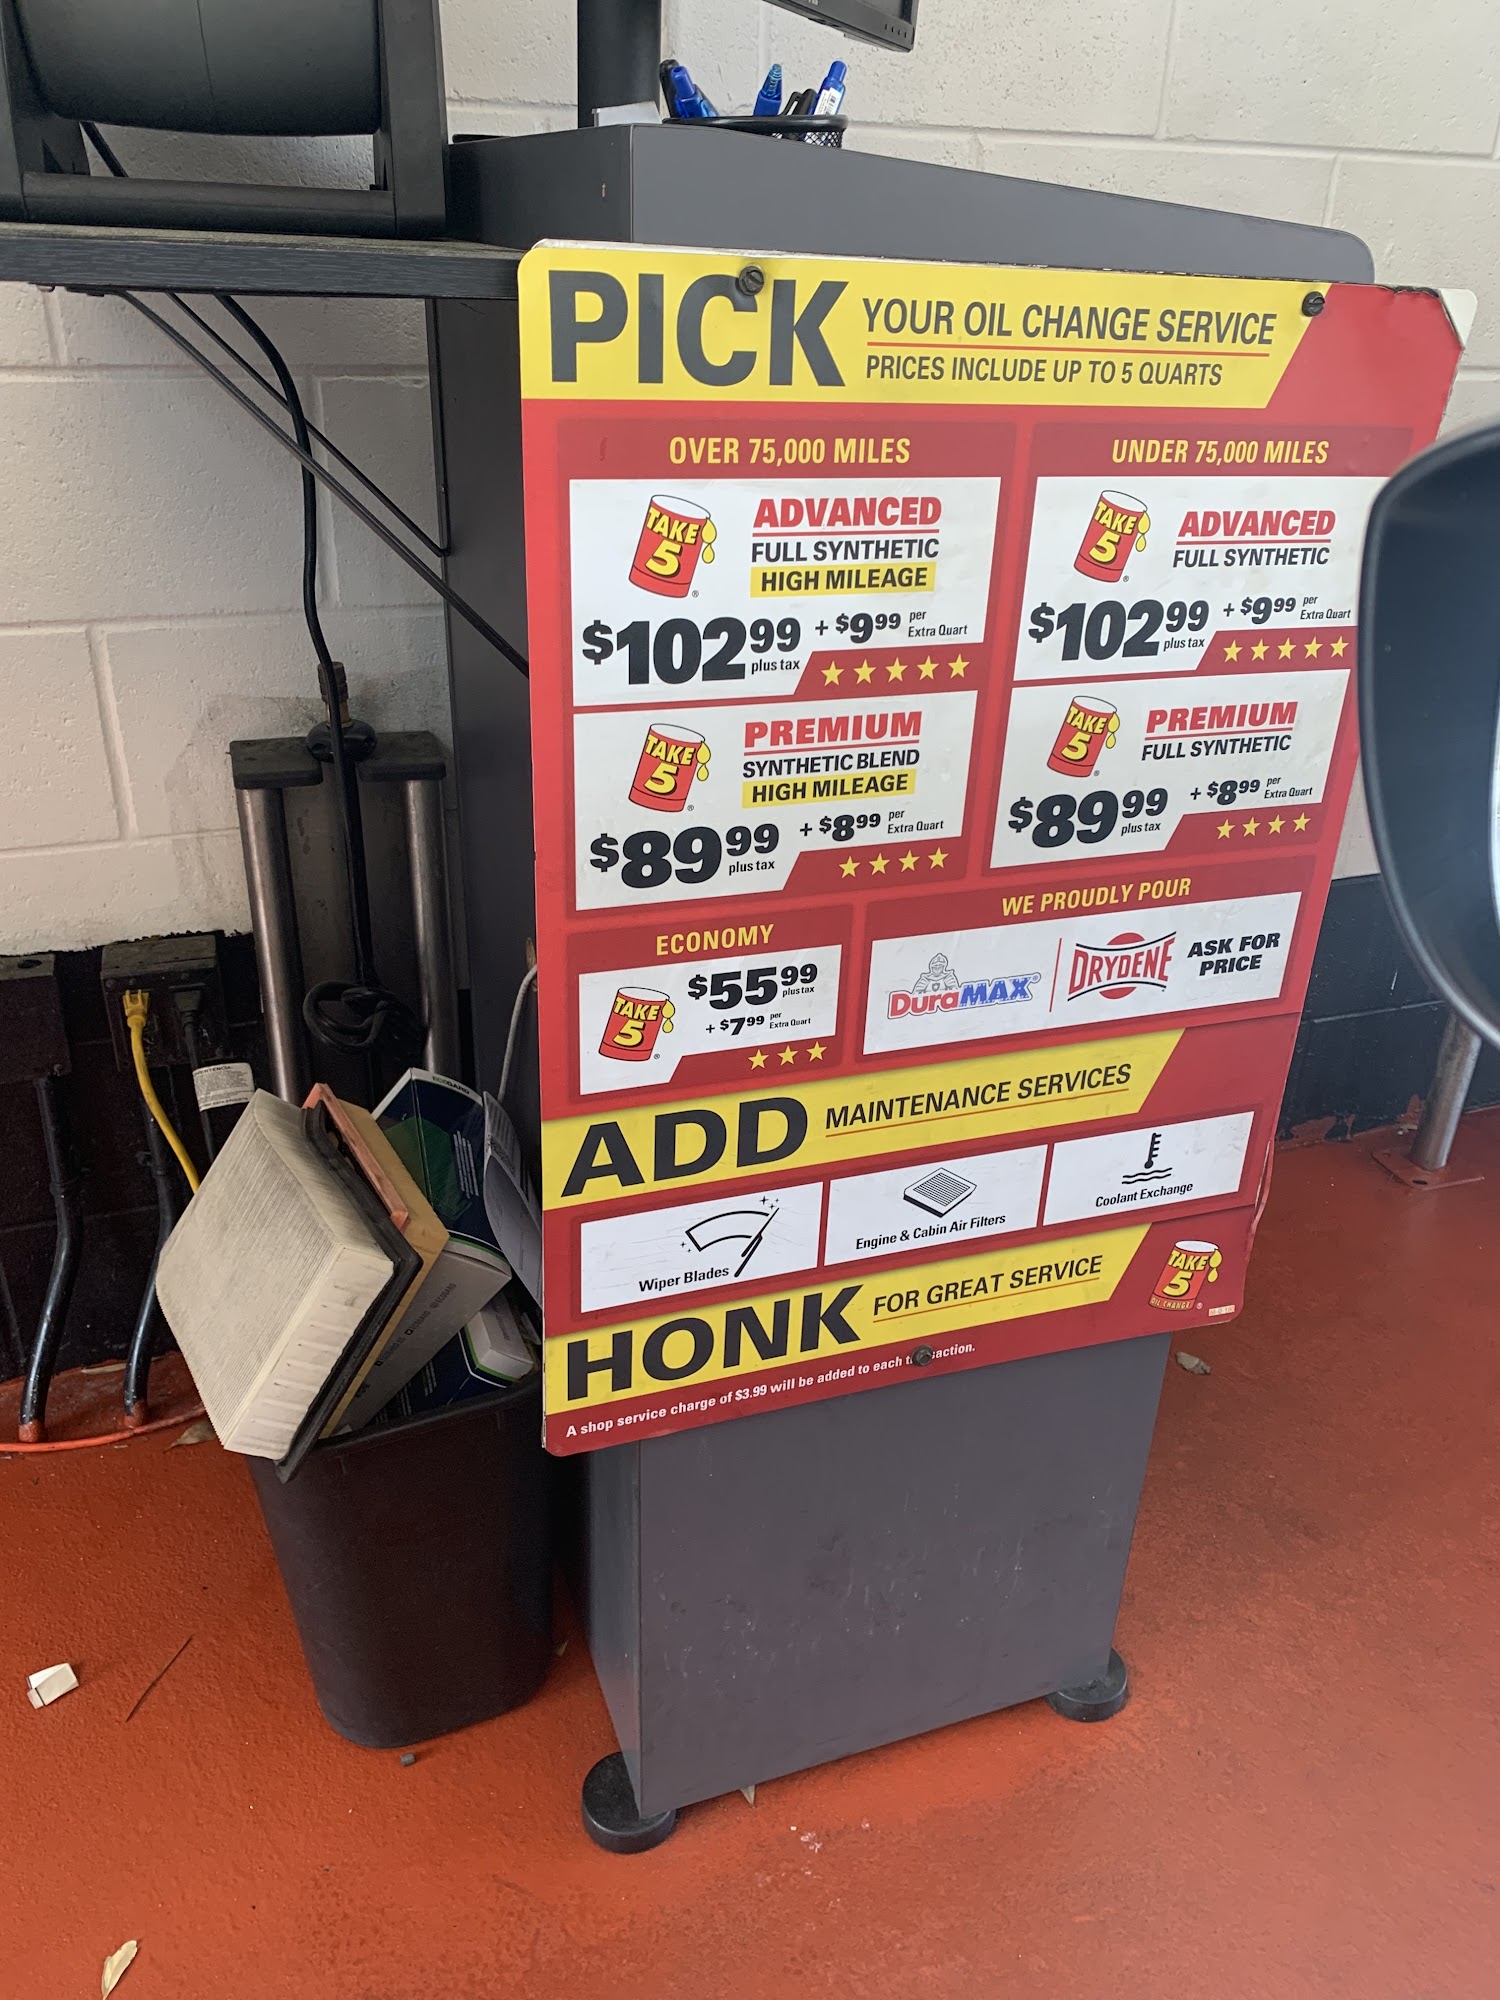 PICK YOUR OIL CHANGE SERVICE
PRICES INCLUDE UP TO 5 QUARTS
OVER 75,000 MILES
TAKE 5
ADVANCED
FULL SYNTHETIC
HIGH MILEAGE
$102 99 plus tax + $9 99 per Extra Quart
TAKE 5
PREMIUM
SYNTHETIC BLEND
HIGH MILEAGE
$89 99 plus tax + $8 99 per Extra Quart
UNDER 75,000 MILES
TAKE 5
ADVANCED
FULL SYNTHETIC
$102 99 plus tax + $9 99 per Extra Quart
TAKE 5
PREMIUM
FULL SYNTHETIC
$89 99 plus tax + $8 99 per Extra Quart
ECONOMY
TAKE 5
$55 99 plus tax
+ $7 99 per Extra Quart
WE PROUDLY POUR
DuraMAX DRYDENE ASK FOR PRICE
ADD MAINTENANCE SERVICES
Wiper Blades
Engine & Cabin Air Filters
Coolant Exchange
HONK FOR GREAT SERVICE
TAKE 5
OIL CHANGE
A shop service charge of $3.99 will be added to each
ECOGARD